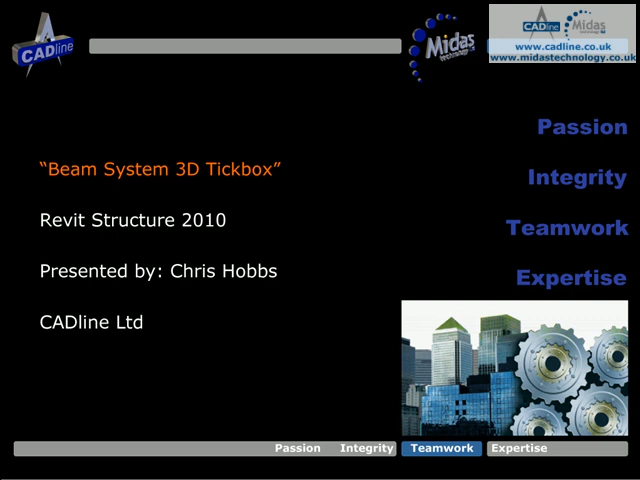 CADline
Midas
technology
CADline
Midas
technology
www.cadline.co.uk
www.midastechnology.co.uk
Passion
Integrity
Teamwork
Expertise
“Beam System 3D Tickbox”
Revit Structure 2010
Presented by: Chris Hobbs
CADline Ltd
Passion Integrity Teamwork Expertise